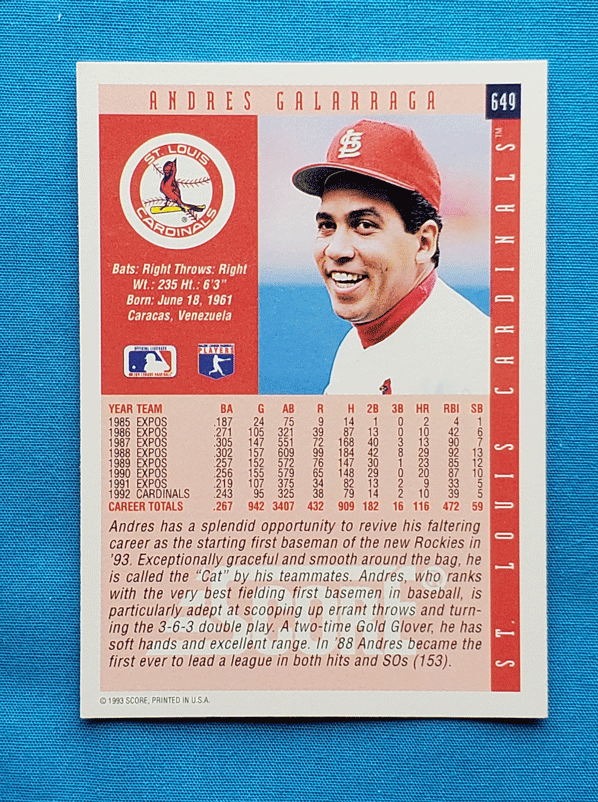 ANDRES GALARRAGA
649
ST. LOUIS
CARDINALS
®
Bats: Right Throws: Right
Wt.: 235 Ht.: 6'3"
Born: June 18, 1961
Caracas, Venezuela
PLAYERS
ST. LOUIS CARDINALS™
YEAR TEAM BA G AB R H 2B 3B HR RBI SB
1985 EXPOS .187 24 75 9 14 1 0 2 4 1
1986 EXPOS .271 105 321 39 87 13 0 10 42 6
1987 EXPOS .305 147 551 72 168 40 3 13 90 7
1988 EXPOS .302 157 609 99 184 42 8 29 92 13
1989 EXPOS .257 152 572 76 147 30 1 23 85 12
1990 EXPOS .256 155 579 65 148 29 0 20 87 10
1991 EXPOS .219 107 375 34 82 13 2 9 33 5
1992 CARDINALS .243 95 325 38 79 14 2 10 39 5
CAREER TOTALS .267 942 3407 432 909 182 16 116 472 59
Andres has a splendid opportunity to revive his faltering
career as the starting first baseman of the new Rockies in
'93. Exceptionally graceful and smooth around the bag, he
is called the "Cat" by his teammates. Andres, who ranks
with the very best fielding first basemen in baseball, is
particularly adept at scooping up errant throws and turn-
ing the 3-6-3 double play. A two-time Gold Glover, he has
soft hands and excellent range. In '88 Andres became the
first ever to lead a league in both hits and SOs (153).
© 1993 SCORE, PRINTED IN U.S.A.